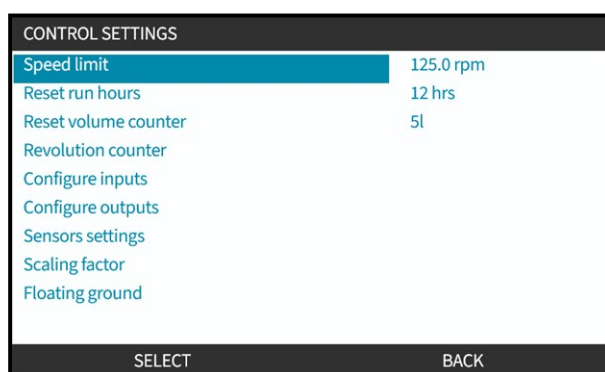 CONTROL SETTINGS
Speed limit 125.0 rpm
Reset run hours 12 hrs
Reset volume counter 5l
Revolution counter
Configure inputs
Configure outputs
Sensors settings
Scaling factor
Floating ground
SELECT BACK